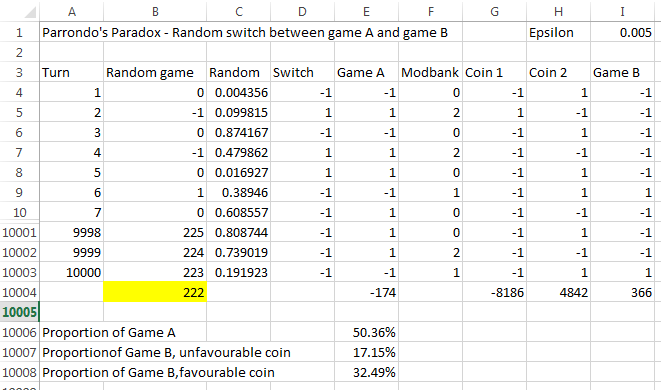 A B C D E F G H I
1 Parrondo's Paradox - Random switch between game A and game B Epsilon 0.005
2
3 Turn Random game Random Switch Game A Modbank Coin 1 Coin 2 Game B
4 1 0 0.004356 -1 -1 0 -1 1 -1
5 2 -1 0.099815 1 1 2 1 -1 -1
6 3 0 0.874167 -1 -1 0 -1 1 -1
7 4 -1 0.479862 1 1 2 -1 -1 -1
8 5 0 0.016927 1 1 0 -1 1 -1
9 6 1 0.38946 -1 -1 1 -1 1 1
10 7 0 0.608557 -1 1 0 -1 1 -1
10001 9998 225 0.808744 -1 1 0 -1 1 -1
10002 9999 224 0.739019 -1 1 2 -1 -1 -1
10003 10000 223 0.191923 -1 -1 1 -1 1 1
10004 222 -174 -8186 4842 366
10005
10006 Proportion of Game A 50.36%
10007 Proportionof Game B, unfavourable coin 17.15%
10008 Proportion of Game B,favourable coin 32.49%